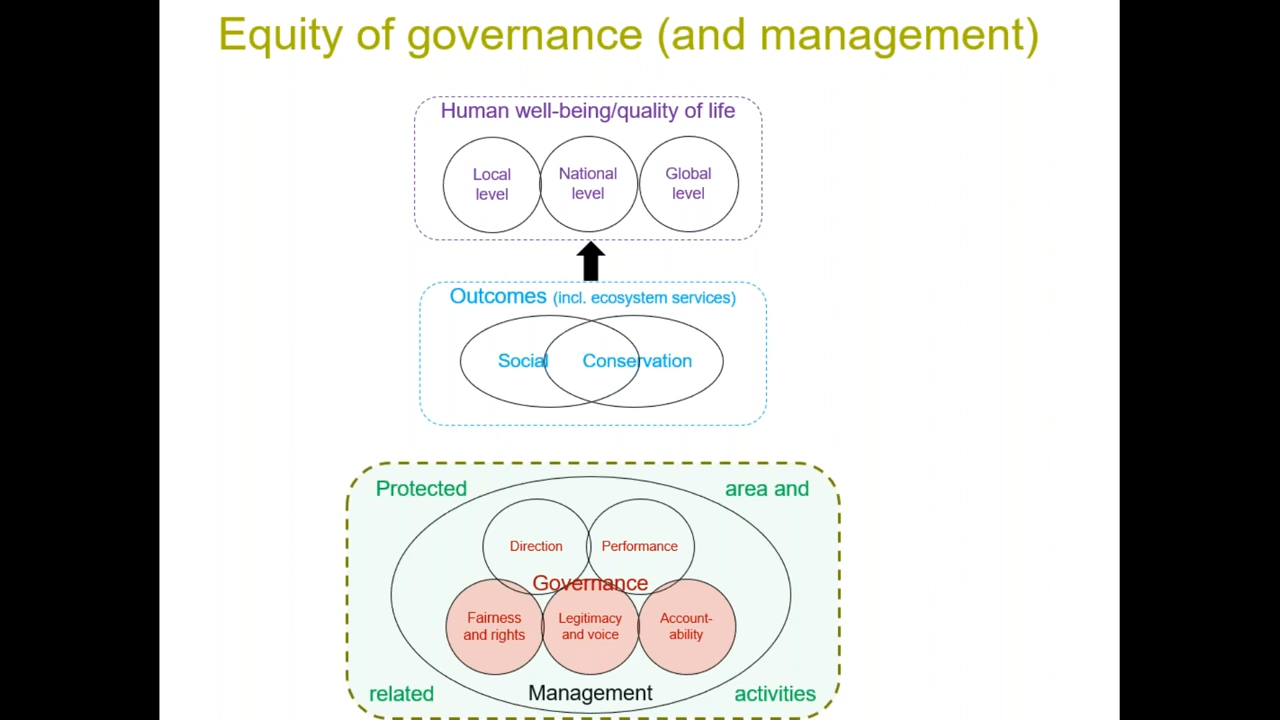 Equity of governance (and management)
Human well-being/quality of life
Local
level
National
level
Global
level
Outcomes (incl. ecosystem services)
Social
Conservation
Protected
area and
Direction
Performance
Governance
Fairness
and rights
Legitimacy
and voice
Account-
ability
related
Management
activities